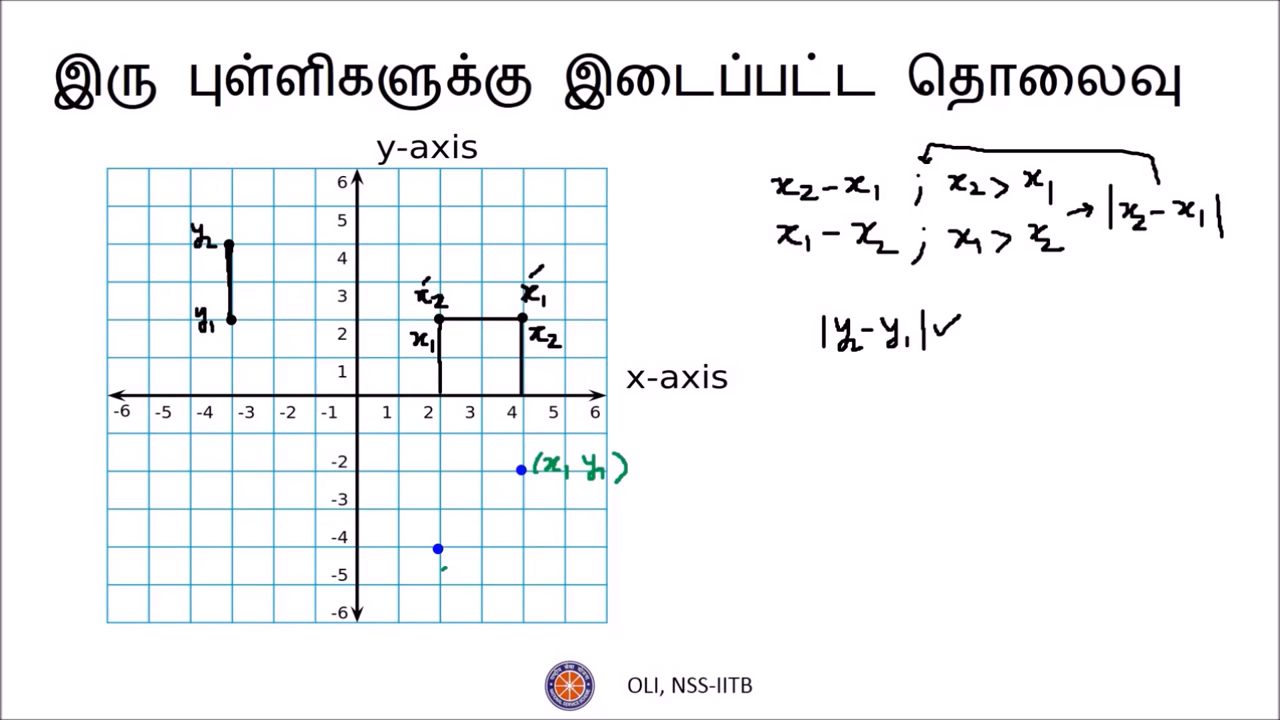 இரு புள்ளிகளுக்கு இடைப்பட்ட தொலைவு
y-axis
x₂-x₁ ; x₂ > x₁
→ |x₂-x₁|
x₁-x₂ ; x₁ > x₂
|y₂-y₁| ✓
6
5
4
3
2
1
y₂
y₁
x́₂ x́₁
x₁ x₂
x-axis
-6 -5 -4 -3 -2 -1 1 2 3 4 5 6
-2
-3
-4
-5
-6
(x₁ y₁)
OLI, NSS-IITB